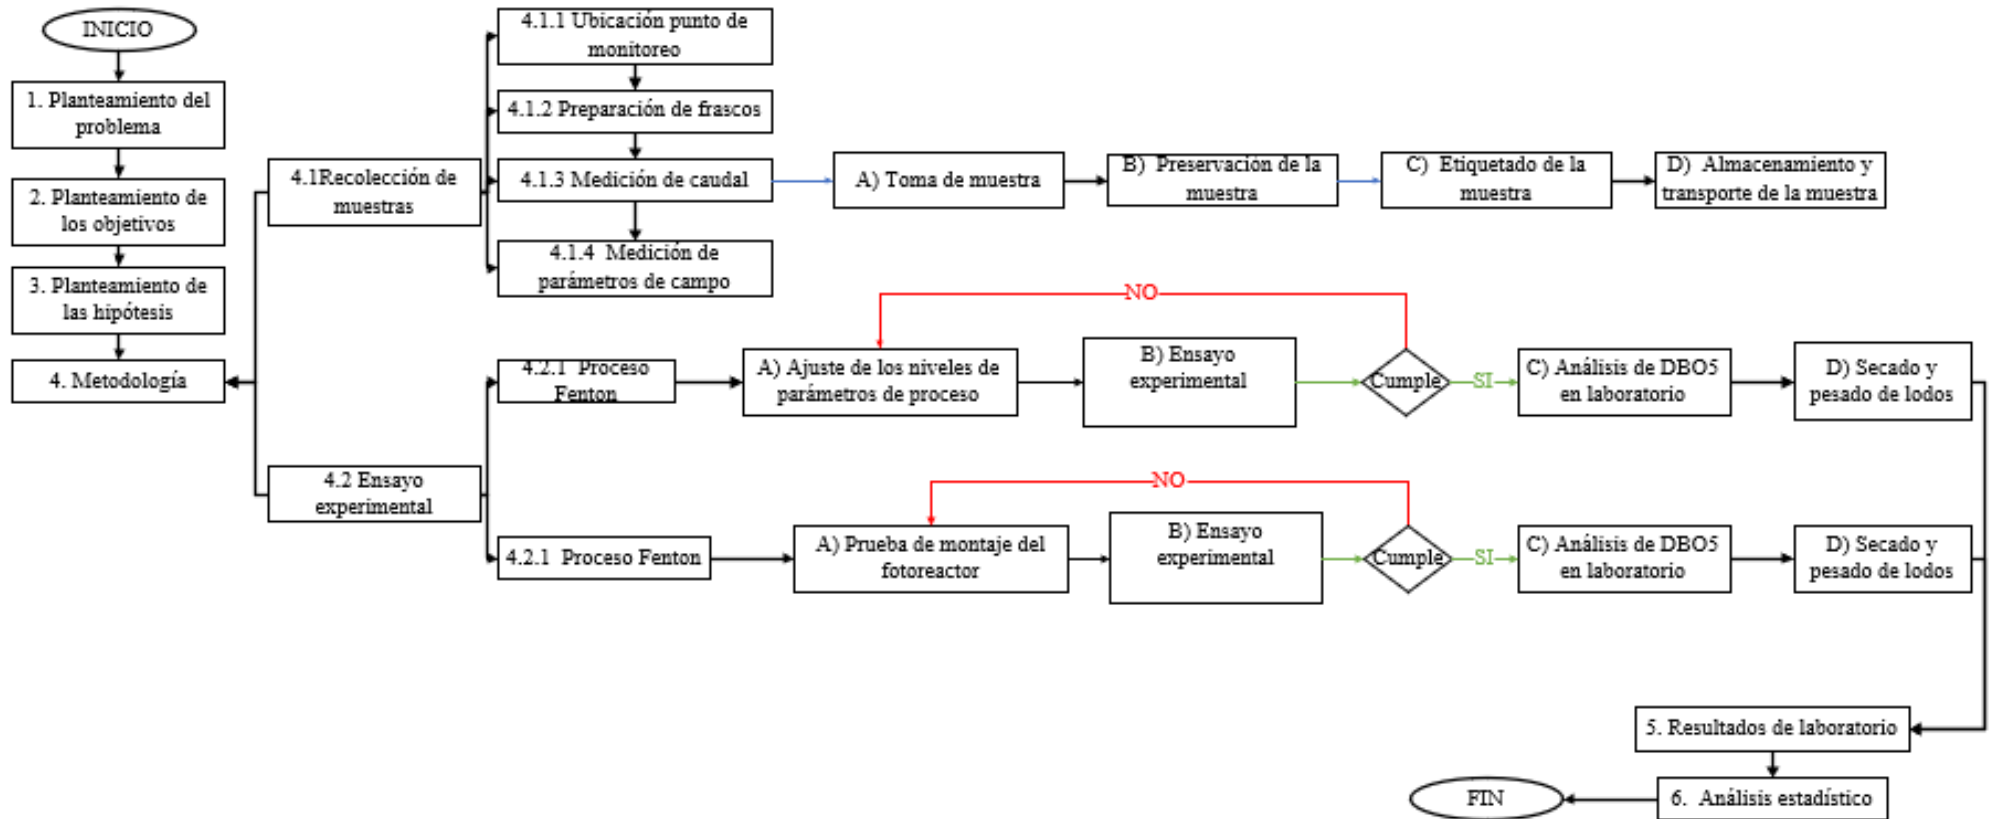 INICIO
1. Planteamiento del
problema
2. Planteamiento de
los objetivos
3. Planteamiento de
las hipótesis
4. Metodología
4.1Recolección de
muestras
4.1.1 Ubicación punto de
monitoreo
4.1.2 Preparación de frascos
4.1.3 Medición de caudal
4.1.4 Medición de
parámetros de campo
A) Toma de muestra
B) Preservación de la
muestra
C) Etiquetado de la
muestra
D) Almacenamiento y
transporte de la muestra
4.2 Ensayo
experimental
4.2.1 Proceso
Fenton
A) Ajuste de los niveles de
parámetros de proceso
B) Ensayo
experimental
NO
Cumple
SI
C) Análisis de DBO5
en laboratorio
D) Secado y
pesado de lodos
4.2.1 Proceso Fenton
A) Prueba de montaje del
fotoreactor
B) Ensayo
experimental
NO
Cumple
SI
C) Análisis de DBO5
en laboratorio
D) Secado y
pesado de lodos
5. Resultados de laboratorio
6. Análisis estadístico
FIN